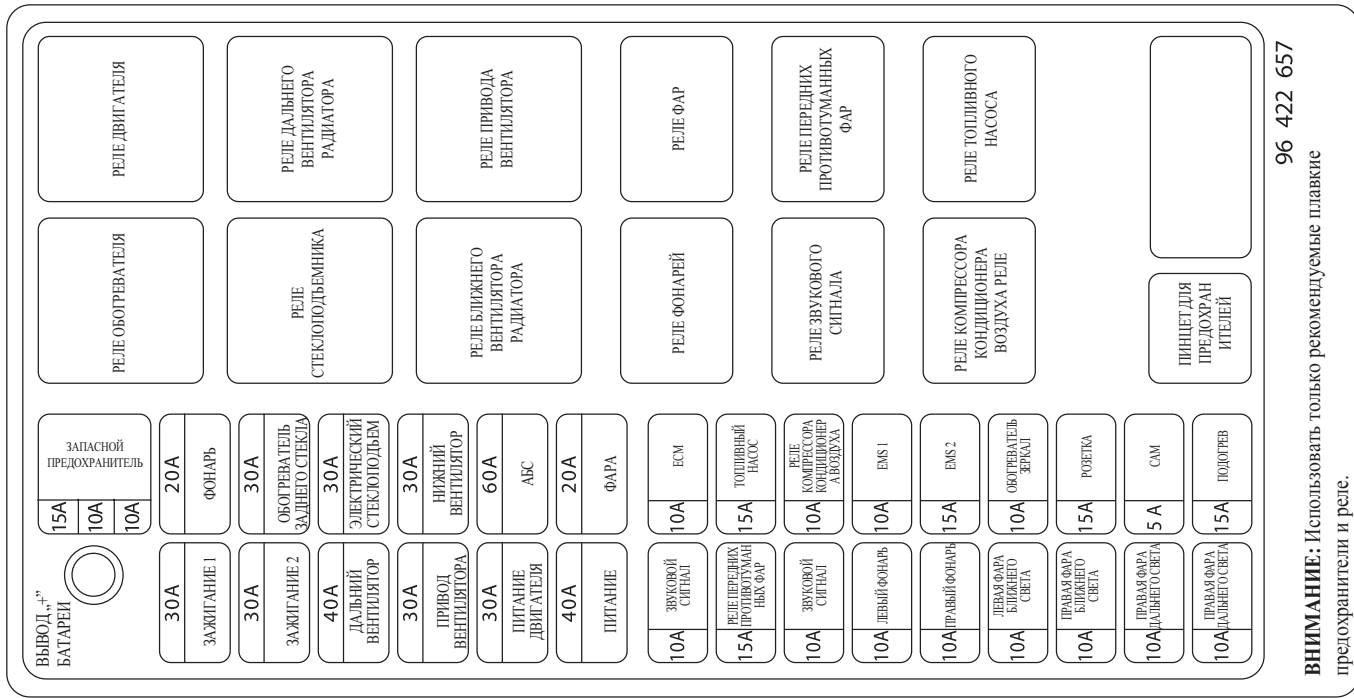 ВЫВОД „+”
БАТАРЕИ
15A
10A
10A
ЗАПАСНОЙ
ПРЕДОХРАНИТЕЛЬ
РЕЛЕ ОБОГРЕВАТЕЛЯ
РЕЛЕ ДВИГАТЕЛЯ
30A
ЗАЖИГАНИЕ 1
20A
ФОНАРЬ
30A
ЗАЖИГАНИЕ 2
30A
ОБОГРЕВАТЕЛЬ
ЗАДНЕГО СТЕКЛА
РЕЛЕ
СТЕКЛОПОДЪЕМНИКА
РЕЛЕ ДАЛЬНЕГО
ВЕНТИЛЯТОРА
РАДИАТОРА
40A
ДАЛЬНИЙ
ВЕНТИЛЯТОР
30A
ЭЛЕКТРИЧЕСКИЙ
СТЕКЛОПОДЬЕМ
30A
ПРИВОД
ВЕНТИЛЯТОРА
30A
НИЖНИЙ
ВЕНТИЛЯТОР
РЕЛЕ БЛИЖНЕГО
ВЕНТИЛЯТОРА
РАДИАТОРА
РЕЛЕ ПРИВОДА
ВЕНТИЛЯТОРА
30A
ПИТАНИЕ
ДВИГАТЕЛЯ
60A
АБС
40A
ПИТАНИЕ
20A
ФАРА
10A
ЗВУКОВОЙ
СИГНАЛ
10A
ECM
РЕЛЕ ФОНАРЕЙ
РЕЛЕ ФАР
15A
РЕЛЕ ПЕРЕДНИХ
ПРОТИВОТУМАН
НЫХ ФАР
15A
ТОПЛИВНЫЙ
НАСОС
10A
ЗВУКОВОЙ
СИГНАЛ
10A
РЕЛЕ
КОМПРЕССОРА
КОНДИЦИОНЕР
А ВОЗДУХА
РЕЛЕ ЗВУКОВОГО
СИГНАЛА
РЕЛЕ ПЕРЕДНИХ
ПРОТИВОТУМАННЫХ
ФАР
10A
ЛЕВЫЙ ФОНАРЬ
10A
EMS 1
10A
ПРАВЫЙ ФОНАРЬ
15A
EMS 2
РЕЛЕ КОМПРЕССОРА
КОНДИЦИОНЕРА
ВОЗДУХА РЕЛЕ
РЕЛЕ ТОПЛИВНОГО
НАСОСА
10A
ЛЕВАЯ ФАРА
БЛИЖНЕГО
СВЕТА
10A
ОБОГРЕВАТЕЛЬ
ЗЕРКАЛ
10A
ПРАВАЯ ФАРА
БЛИЖНЕГО
СВЕТА
15A
РОЗЕТКА
10A
ПРАВАЯ ФАРА
ДАЛЬНЕГО СВЕТА
5 A
САМ
10A
ПРАВАЯ ФАРА
ДАЛЬНЕГО СВЕТА
15A
ПОДОГРЕВ
ПИНЦЕТ ДЛЯ
ПРЕДОХРАН
ИТЕЛЕЙ
96 422 657
ВНИМАНИЕ: Использовать только рекомендуемые плавкие
предохранители и реле.